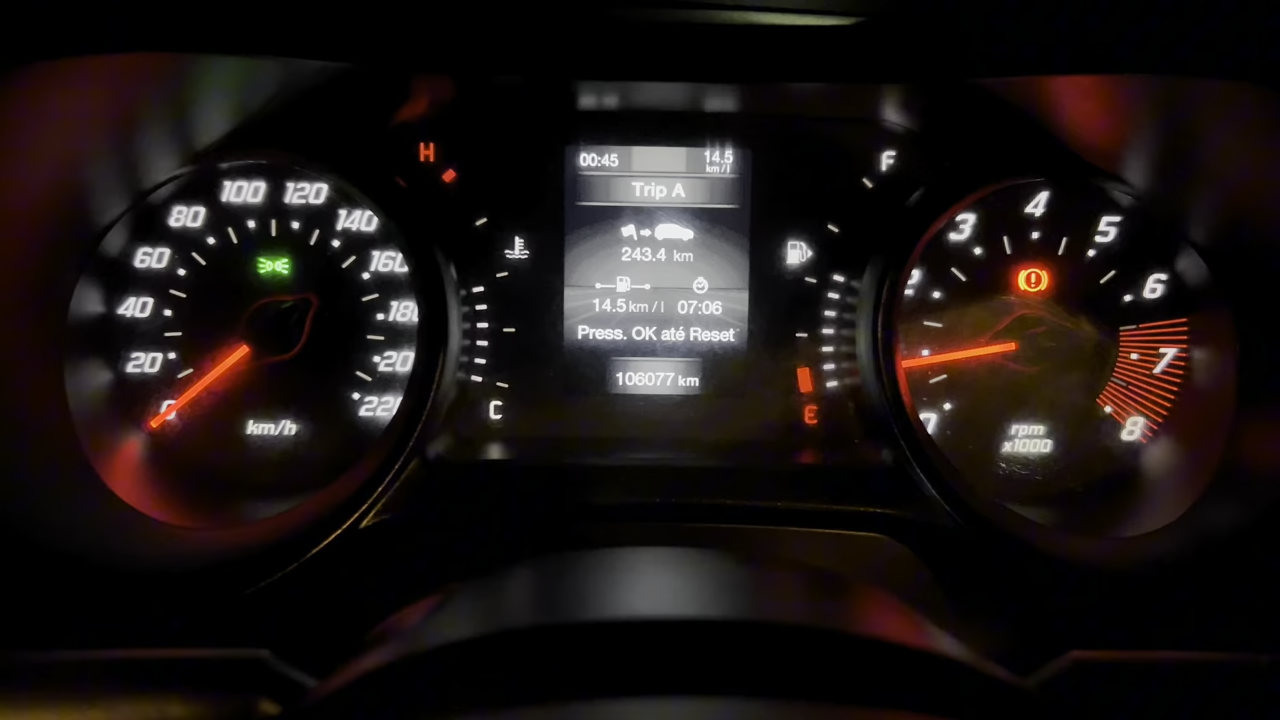 00:45 14.5 km/l
Trip A
243.4 km
14.5 km/l 07:06
Press. OK até Reset
106077 km
H
C
F
E
20
40
60
80
100
120
140
160
180
20
220
km/h
2
3
4
5
6
7
8
rpm
x1000